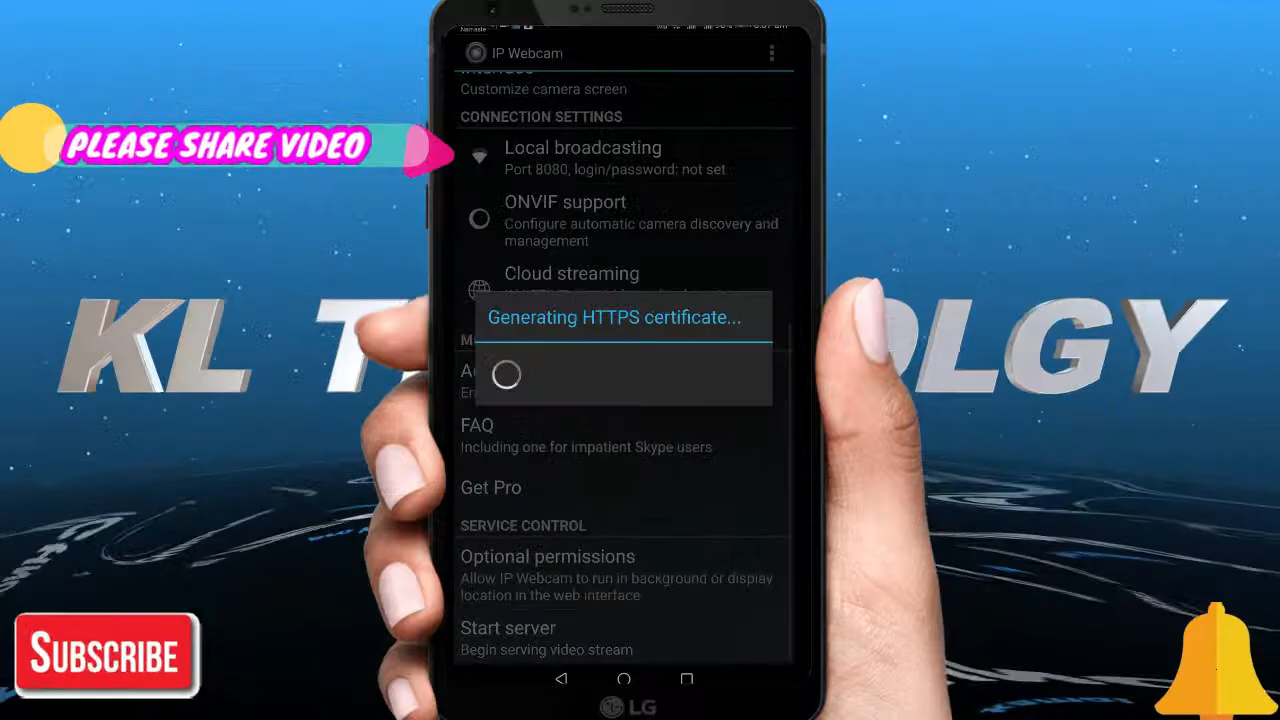 Namaste
IP Webcam
Customize camera screen
CONNECTION SETTINGS
PLEASE SHARE VIDEO
Local broadcasting
Port 8080, login/password: not set
ONVIF support
Configure automatic camera discovery and
management
Cloud streaming
Generating HTTPS certificate...
KL T
OLGY
M
FAQ
Including one for impatient Skype users
Get Pro
SERVICE CONTROL
Optional permissions
Allow IP Webcam to run in background or display
location in the web interface
Start server
Begin serving video stream
SUBSCRIBE
LG